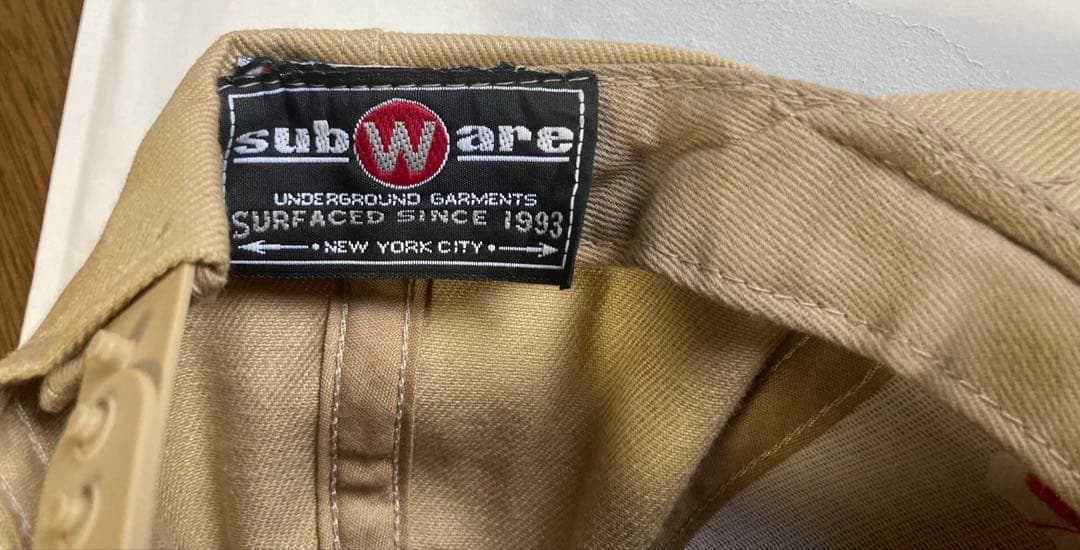 subWare
UNDERGROUND GARMENTS
SURFACED SINCE 1993
NEW YORK CITY